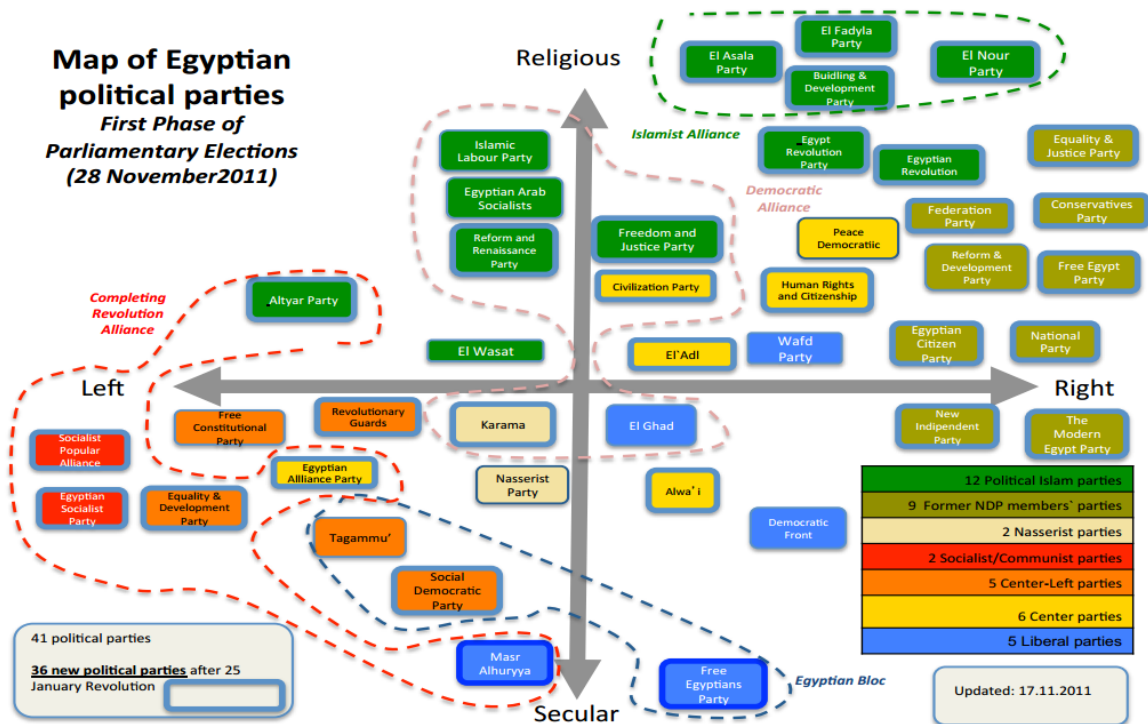 Map of Egyptian
political parties
First Phase of
Parliamentary Elections
(28 November2011)
Religious
El Asala
Party
El Fadyla
Party
Buidling &
Development
Party
El Nour
Party
Islamist Alliance
Islamic
Labour Party
Egyptian Arab
Socialists
Reform and
Renaissance
Party
Egypt
Revolution
Party
Egyptian
Revolution
Equality &
Justice Party
Democratic
Alliance
Freedom and
Justice Party
Civilization Party
Peace
Democratiic
Federation
Party
Conservatives
Party
Human Rights
and Citizenship
Reform &
Development
Party
Free Egypt
Party
Completing
Revolution
Alliance
Altyar Party
El Wasat
El`Adl
Wafd
Party
Egyptian
Citizen
Party
National
Party
Left
Right
Free
Constitutional
Party
Revolutionary
Guards
Karama
El Ghad
New
Indipendent
Party
The
Modern
Egypt Party
Socialist
Popular
Alliance
Egyptian
Socialist
Party
Equality &
Development
Party
Egyptian
Allliance Party
Nasserist
Party
Alwa' i
Tagammu'
Democratic
Front
Social
Democratic
Party
12 Political Islam parties
9 Former NDP members` parties
2 Nasserist parties
2 Socialist/Communist parties
5 Center-Left parties
6 Center parties
5 Liberal parties
41 political parties
36 new political parties after 25
January Revolution
Masr
Alhuryya
Free
Egyptians
Party
Egyptian Bloc
Updated: 17.11.2011
Secular